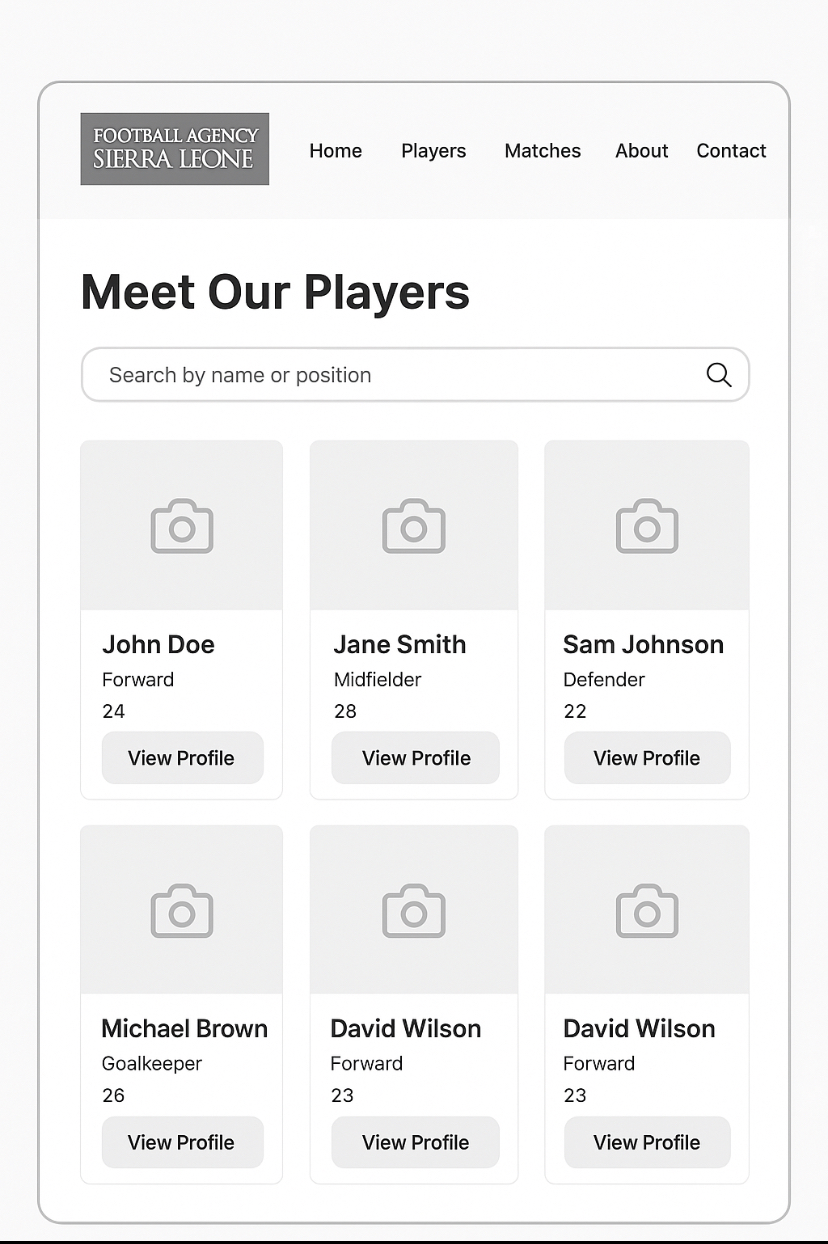 FOOTBALL AGENCY
SIERRA LEONE
Home Players Matches About Contact
Meet Our Players
Search by name or position
John Doe
Forward
24
View Profile
Jane Smith
Midfielder
28
View Profile
Sam Johnson
Defender
22
View Profile
Michael Brown
Goalkeeper
26
View Profile
David Wilson
Forward
23
View Profile
David Wilson
Forward
23
View Profile